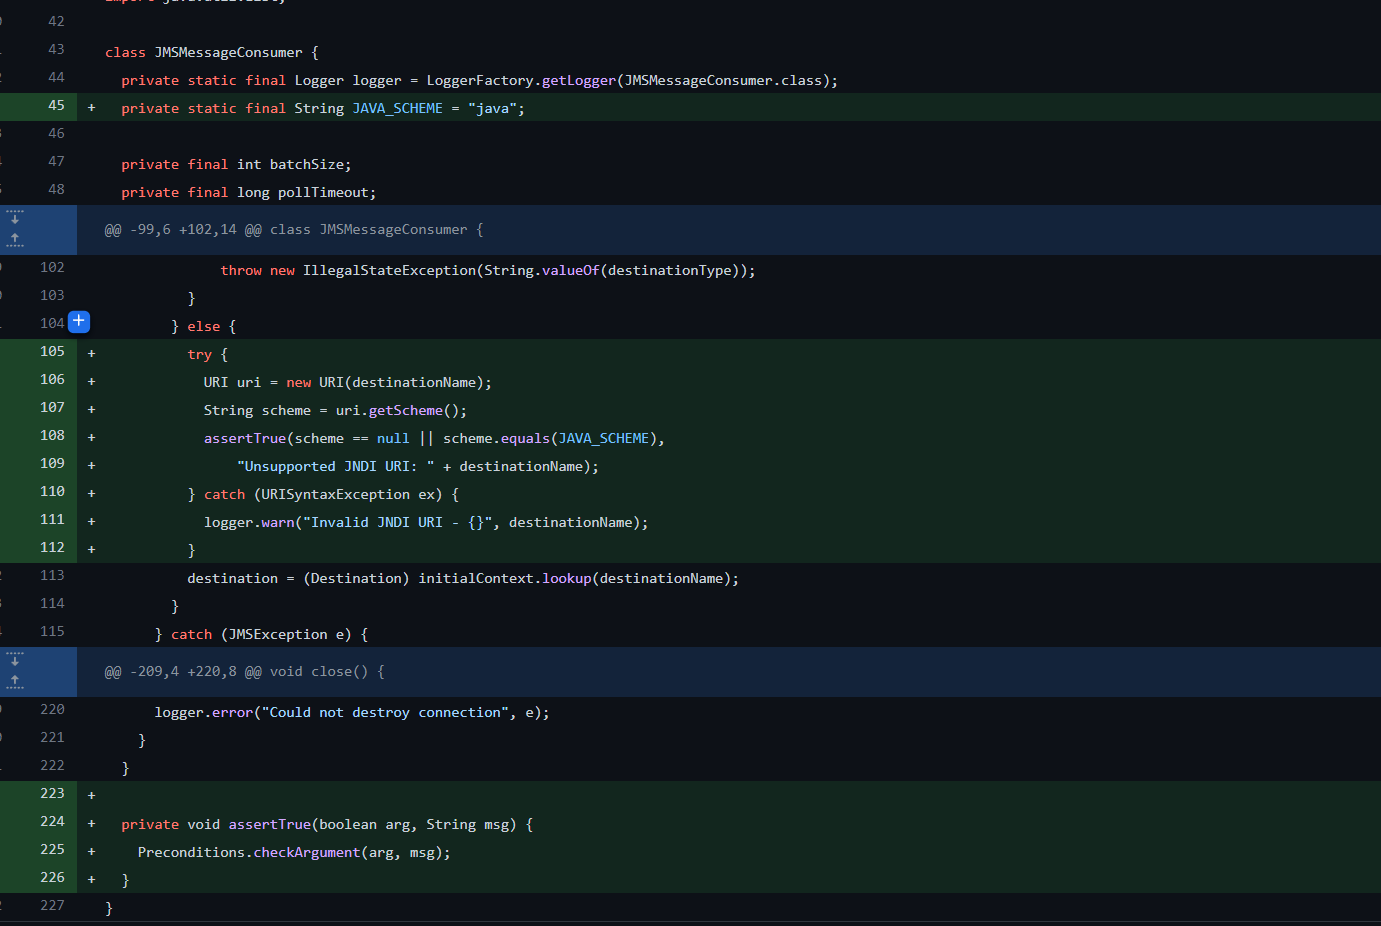 42
43 class JMSMessageConsumer {
44 private static final Logger logger = LoggerFactory.getLogger(JMSMessageConsumer.class);
45 + private static final String JAVA_SCHEME = "java";
46
47 private final int batchSize;
48 private final long pollTimeout;
@@ -99,6 +102,14 @@ class JMSMessageConsumer {
102 throw new IllegalStateException(String.valueOf(destinationType));
103 }
104 + } else {
105 + try {
106 + URI uri = new URI(destinationName);
107 + String scheme = uri.getScheme();
108 + assertTrue(scheme == null || scheme.equals(JAVA_SCHEME),
109 + "Unsupported JNDI URI: " + destinationName);
110 + } catch (URISyntaxException ex) {
111 + logger.warn("Invalid JNDI URI - {}", destinationName);
112 + }
113 destination = (Destination) initialContext.lookup(destinationName);
114 }
115 } catch (JMSException e) {
@@ -209,4 +220,8 @@ void close() {
220 logger.error("Could not destroy connection", e);
221 }
222 }
223 +
224 + private void assertTrue(boolean arg, String msg) {
225 + Preconditions.checkArgument(arg, msg);
226 + }
227 }